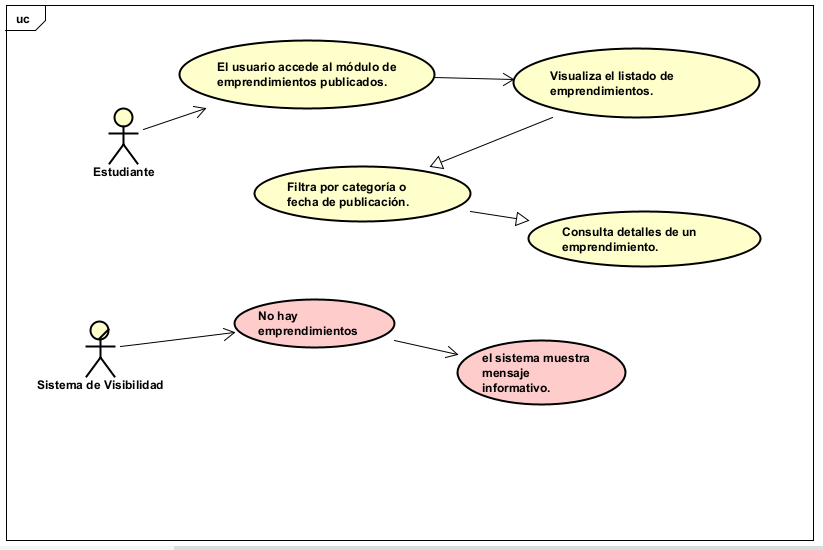 uc
El usuario accede al módulo de
emprendimientos publicados.
Visualiza el listado de
emprendimientos.
Estudiante
Filtra por categoría o
fecha de publicación.
Consulta detalles de un
emprendimiento.
No hay
emprendimientos
Sistema de Visibilidad
el sistema muestra
mensaje
informativo.